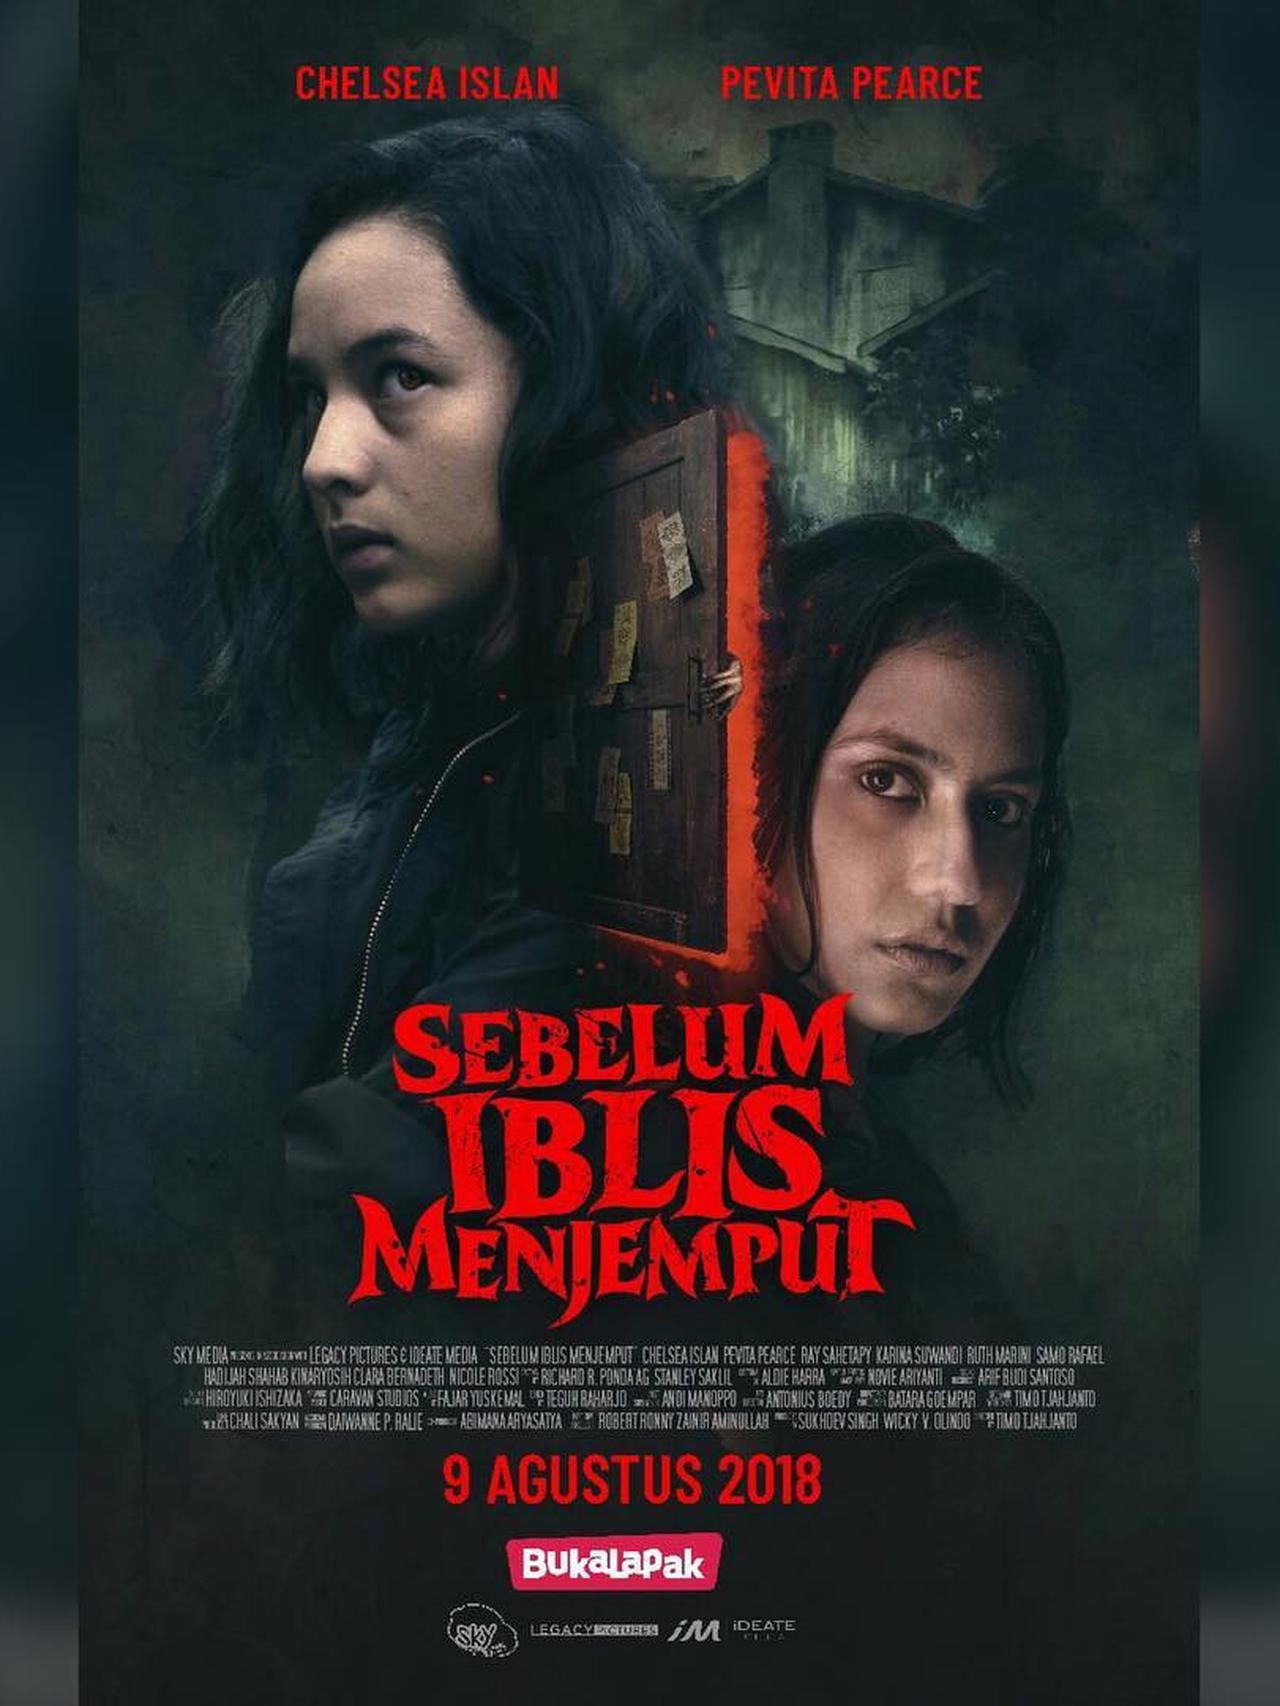 CHELSEA ISLAN PEVITA PEARCE
SEBELUM
IBLIS
MENJEMPUT
SKY MEDIA LEGACY PICTURES & IDEATE MEDIA "SEBELUM IBLIS MENJEMPUT" CHELSEA ISLAN PEVITA PEARCE RAY SAHETAPY KARINA SUWANDI RUTH MARINI SAMO RAFAEL
HADIJAH SHAHAB KINARYOSIH CLARA BERNADETH NICOLE ROSSI RICHARD R. PONDA AG STANLEY SAKLIL ALDIE HARRA NOVIE ARIYANTI ARIF BUDI SANTOSO
HIROYUKI ISHIZAKA CARAVAN STUDIOS FAJAR YUSKEMAL TEGUH RAHARJO ANDI MANOPPO ANTONIUS BOEDY BATARA GOEMPAR TIMO TJAHJANTO
CHALI SAKYAN DAIWANNE P. RALIE ABIMANA ARYASATYA ROBERT RONNY ZAINIR AMINULLAH SUKHDEV SINGH WICKY V. OLINDO TIMO TJAHJANTO
9 AGUSTUS 2018
BUKALAPAK
SKY LEGACY PICTURES iM iDEATE